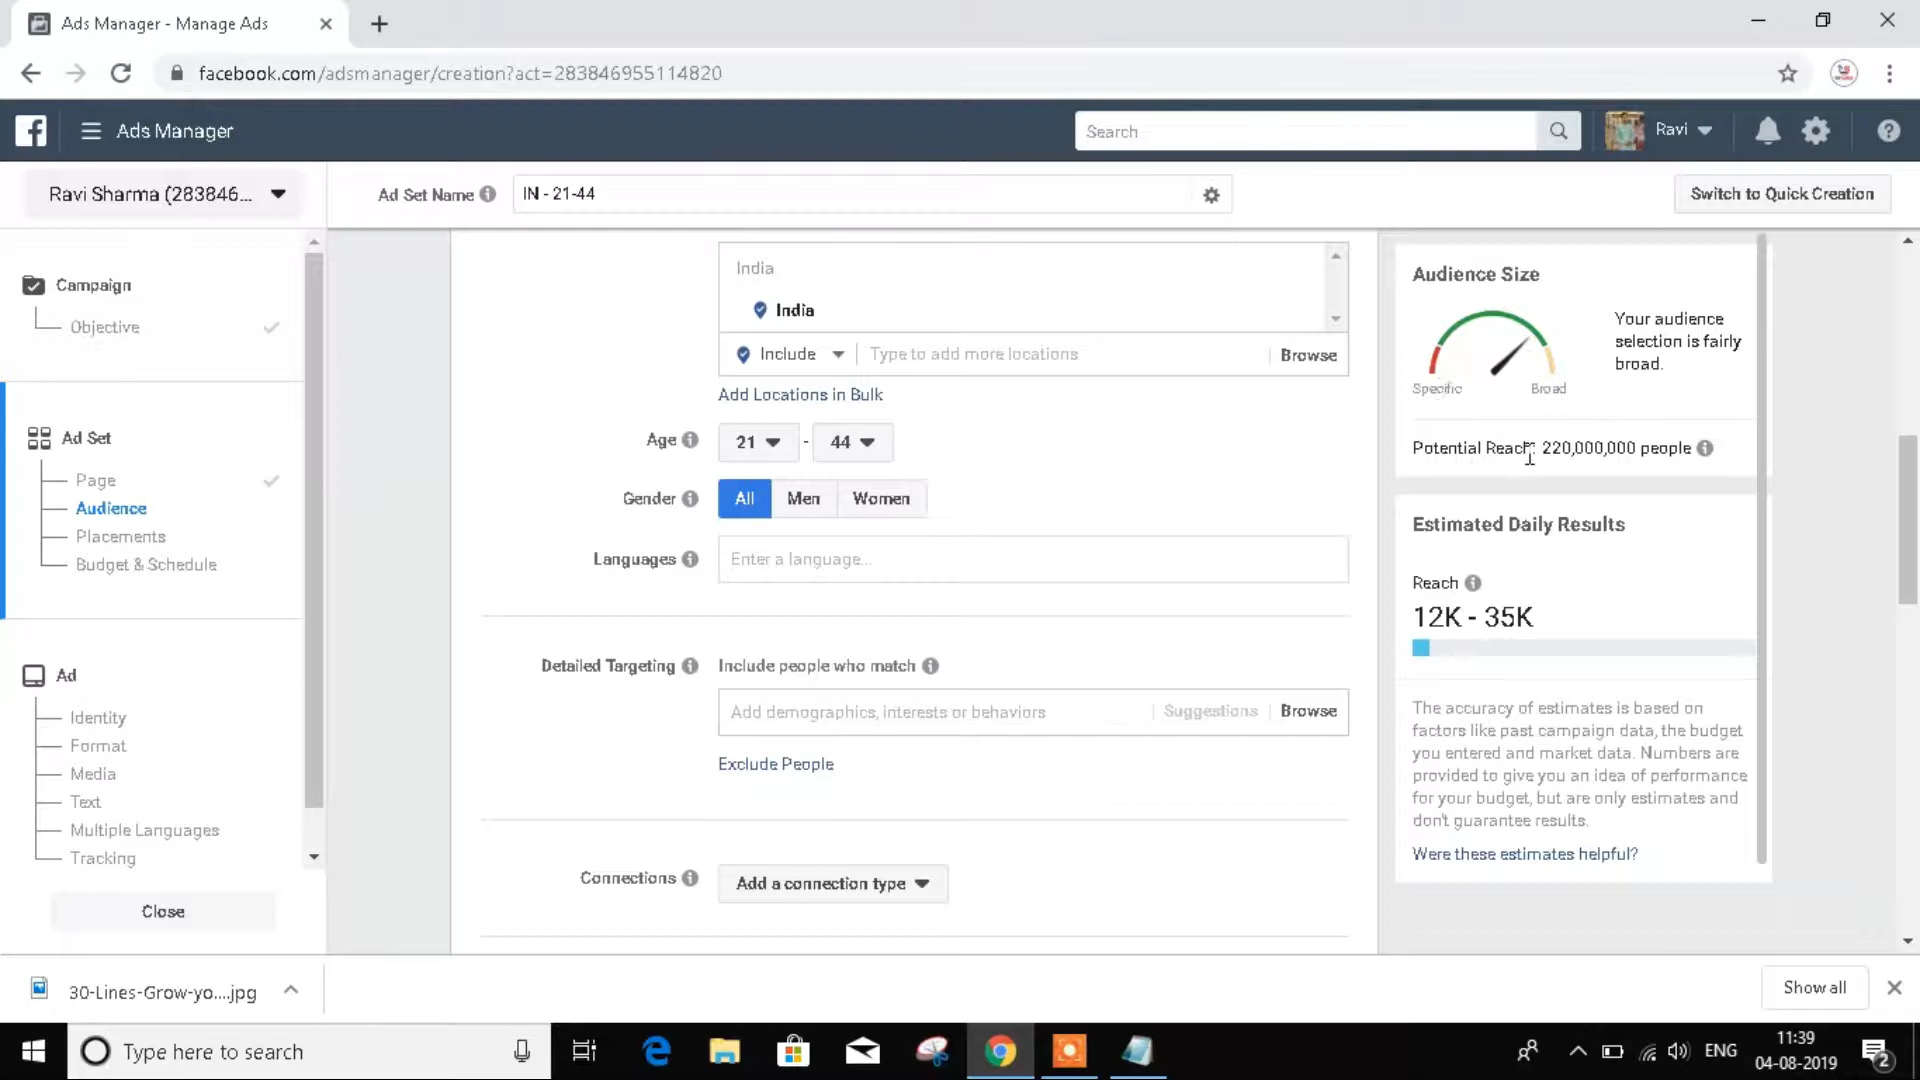 Ads Manager - Manage Ads
facebook.com/adsmanager/creation?act=283846955114820
Ads Manager
Search
Ravi
Ravi Sharma (283846...
Ad Set Name
IN - 21-44
Switch to Quick Creation
Campaign
Objective
Ad Set
Page
Audience
Placements
Budget & Schedule
Ad
Identity
Format
Media
Text
Multiple Languages
Tracking
Close
India
India
Include
Type to add more locations
Browse
Add Locations in Bulk
Age
21
-
44
Gender
All
Men
Women
Languages
Enter a language...
Detailed Targeting
Include people who match
Add demographics, interests or behaviors
Suggestions
Browse
Exclude People
Connections
Add a connection type
Audience Size
Your audience
selection is fairly
broad.
Specific
Broad
Potential Reach: 220,000,000 people
Estimated Daily Results
Reach
12K - 35K
The accuracy of estimates is based on
factors like past campaign data, the budget
you entered and market data. Numbers are
provided to give you an idea of performance
for your budget, but are only estimates and
don't guarantee results.
Were these estimates helpful?
30-Lines-Grow-yo....jpg
Show all
Type here to search
ENG
11:39
04-08-2019
2